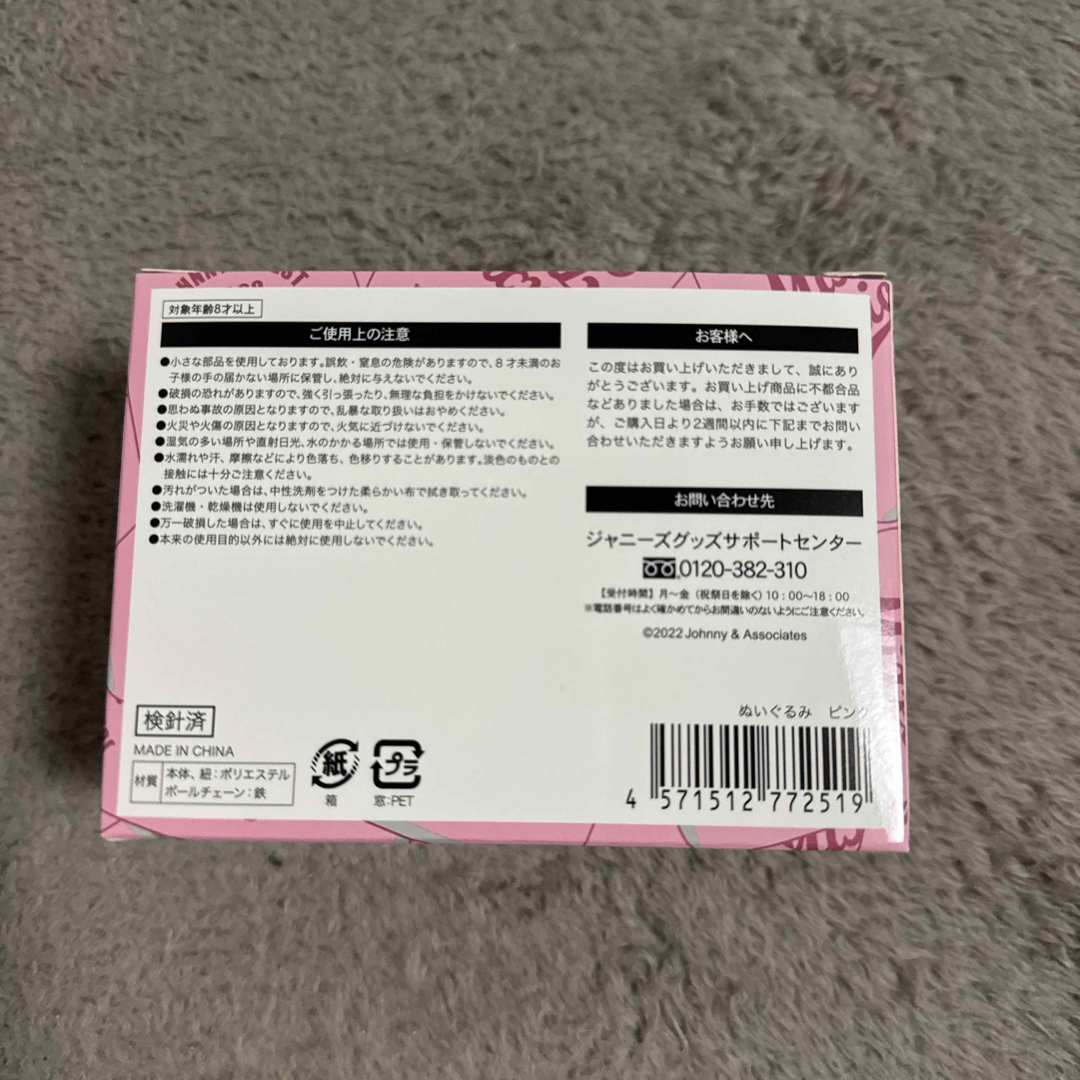 対象年齢8才以上
ご使用上の注意
●小さな部品を使用しております。誤飲・窒息の危険がありますので、8才未満のお
子様の手の届かない場所に保管し、絶対に与えないでください。
●破損の恐れがありますので、強く引っ張ったり、無理な負担をかけないでください。
●思わぬ事故の原因となりますので、乱暴な取り扱いはおやめください。
●火災や火傷の原因となりますので、火気に近づけないでください。
●湿気の多い場所や直射日光、水のかかる場所では使用・保管しないでください。
●水濡れや汗、摩擦などにより色落ち、色移りすることがあります。淡色のものとの
接触には十分ご注意ください。
●汚れがついた場合は、中性洗剤をつけた柔らかい布で拭き取ってください。
●洗濯機・乾燥機は使用しないでください。
●万一破損した場合は、すぐに使用を中止してください。
●本来の使用目的以外には絶対に使用しないでください。
お客様へ
この度はお買い上げいただきまして、誠にあり
がとうございます。お買い上げ商品に不都合品
などありました場合は、お手数ではございます
が、ご購入日より2週間以内に下記までお問い
合わせいただきますようお願い申し上げます。
お問い合わせ先
ジャニーズグッズサポートセンター
0120-382-310
【受付時間】月〜金（祝祭日を除く）10：00〜18：00
※電話番号はよく確かめてからお間違いのないようにご注意ください。
©2022 Johnny & Associates
検針済
MADE IN CHINA
材質
本体、紐：ポリエステル
ボールチェーン：鉄
紙
箱
プラ
窓：PET
ぬいぐるみ ピンク
4 571512 772519